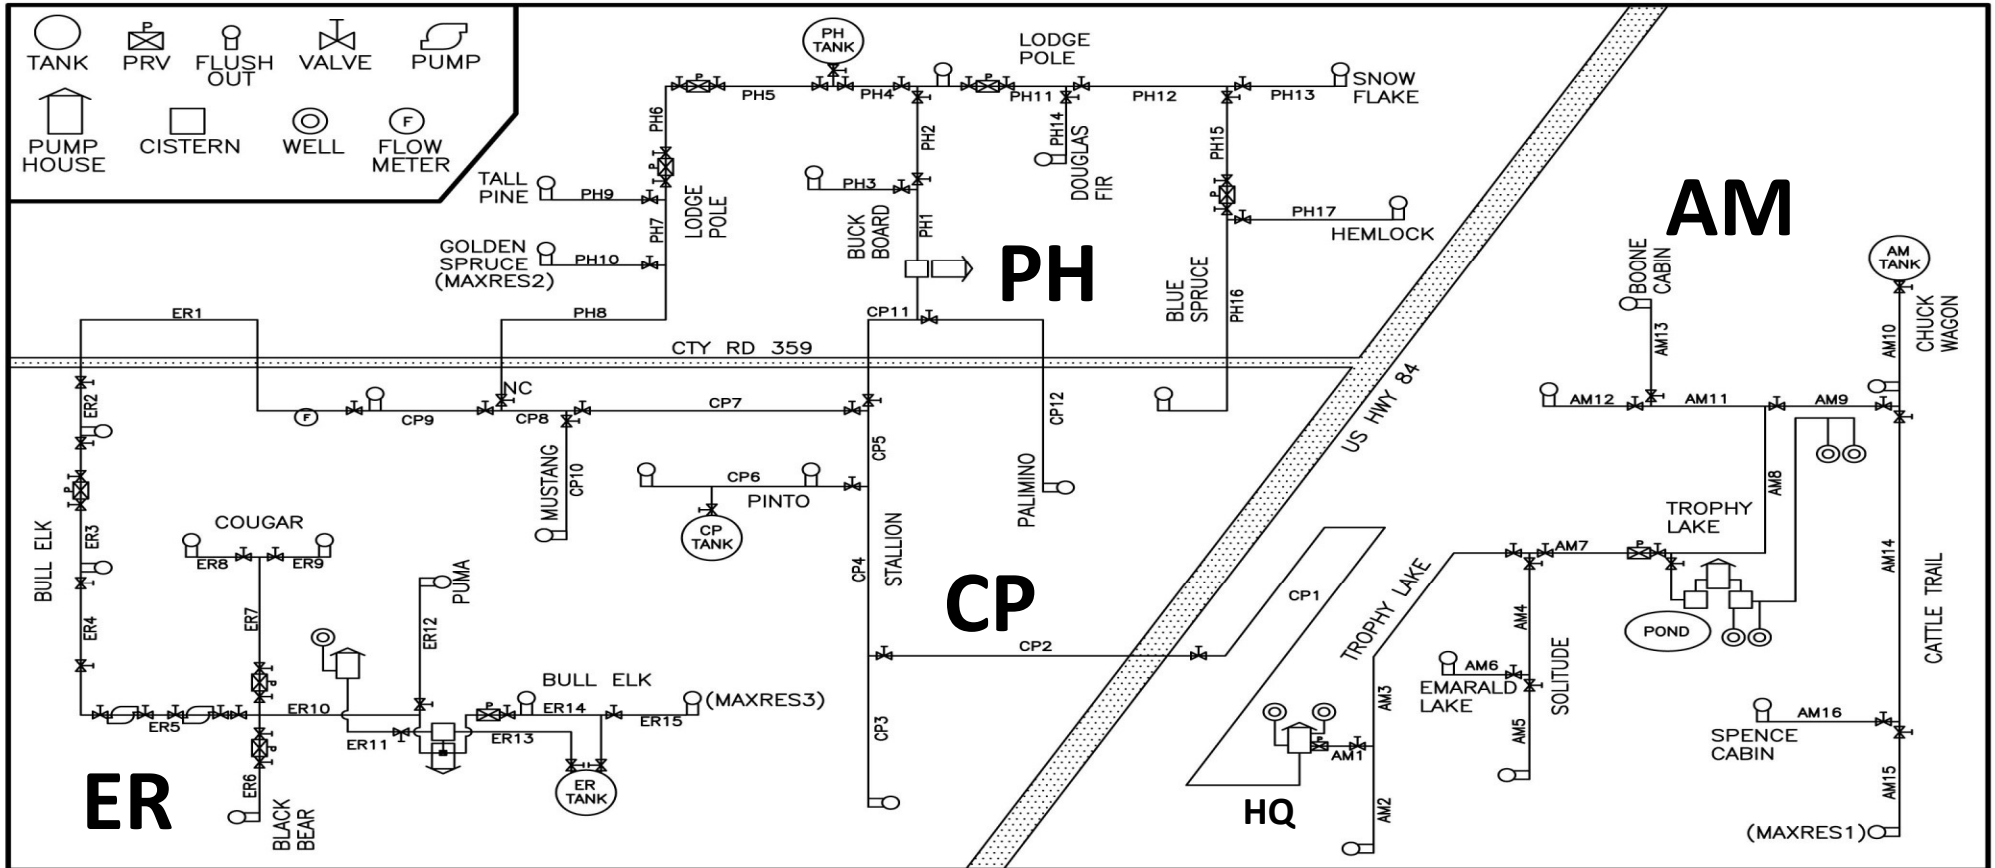 TANK
PRV
FLUSH
OUT
VALVE
PUMP
PUMP
HOUSE
CISTERN
WELL
F
FLOW
METER
P
PH
TANK
LODGE
POLE
P
PH5
PH4
P
PH11
PH12
PH13
SNOW
FLAKE
PH6
PH2
PH14
DOUGLAS
FIR
PH15
P
P
TALL
PINE
PH9
PH3
PH7
LODGE
POLE
BUCK
BOARD
PH1
PH17
HEMLOCK
GOLDEN
SPRUCE
(MAXRES2)
PH10
PH
BLUE
SPRUCE
PH16
AM
BOONE
CABIN
AM
TANK
CHUCK
WAGON
ER1
PH8
CP11
AM13
AM10
CTY RD 359
US HWY 84
ER2
F
CP9
NC
CP8
CP7
CP12
AM12
AM11
AM9
MUSTANG
CP10
CP5
CP6
PINTO
PALIMINO
AM8
P
BULL ELK
ER3
COUGAR
ER8
ER9
CP
TANK
STALLION
CP4
TROPHY
LAKE
AM7
P
AM14
CATTLE TRAIL
PUMA
CP
CP1
TROPHY LAKE
AM4
POND
ER4
ER7
ER12
CP2
SOLITUDE
AM6
EMARALD
LAKE
P
BULL ELK
(MAXRES3)
AM3
ER5
ER10
P
ER14
ER15
AM16
SPENCE
CABIN
ER11
ER13
CP3
P
AM1
AM5
P
ER6
ER
TANK
AM15
ER
BLACK
BEAR
HQ
AM2
(MAXRES1)
P